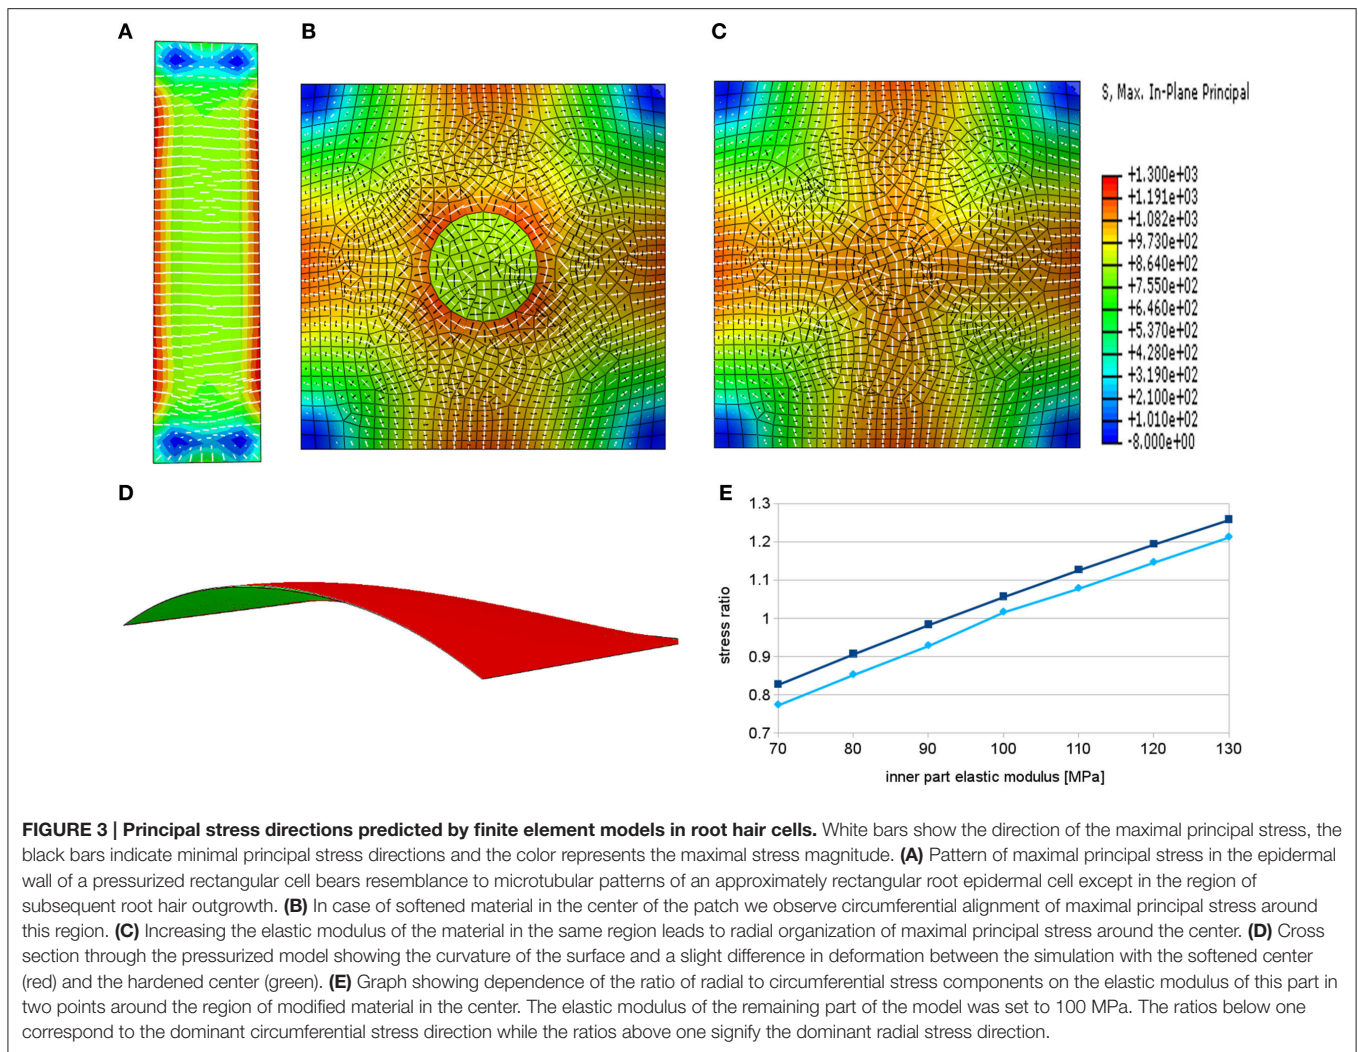 A
B
C
S, Max. In-Plane Principal
+1.300e+03
+1.191e+03
+1.082e+03
+9.730e+02
+8.640e+02
+7.550e+02
+6.460e+02
+5.370e+02
+4.280e+02
+3.190e+02
+2.100e+02
+1.010e+02
-8.000e+00
D
E
1.3
1.2
1.1
1
0.9
0.8
0.7
stress ratio
70 80 90 100 110 120 130
inner part elastic modulus [MPa]
FIGURE 3 | Principal stress directions predicted by finite element models in root hair cells. White bars show the direction of the maximal principal stress, the
black bars indicate minimal principal stress directions and the color represents the maximal stress magnitude. (A) Pattern of maximal principal stress in the epidermal
wall of a pressurized rectangular cell bears resemblance to microtubular patterns of an approximately rectangular root epidermal cell except in the region of
subsequent root hair outgrowth. (B) In case of softened material in the center of the patch we observe circumferential alignment of maximal principal stress around
this region. (C) Increasing the elastic modulus of the material in the same region leads to radial organization of maximal principal stress around the center. (D) Cross
section through the pressurized model showing the curvature of the surface and a slight difference in deformation between the simulation with the softened center
(red) and the hardened center (green). (E) Graph showing dependence of the ratio of radial to circumferential stress components on the elastic modulus of this part in
two points around the region of modified material in the center. The elastic modulus of the remaining part of the model was set to 100 MPa. The ratios below one
correspond to the dominant circumferential stress direction while the ratios above one signify the dominant radial stress direction.